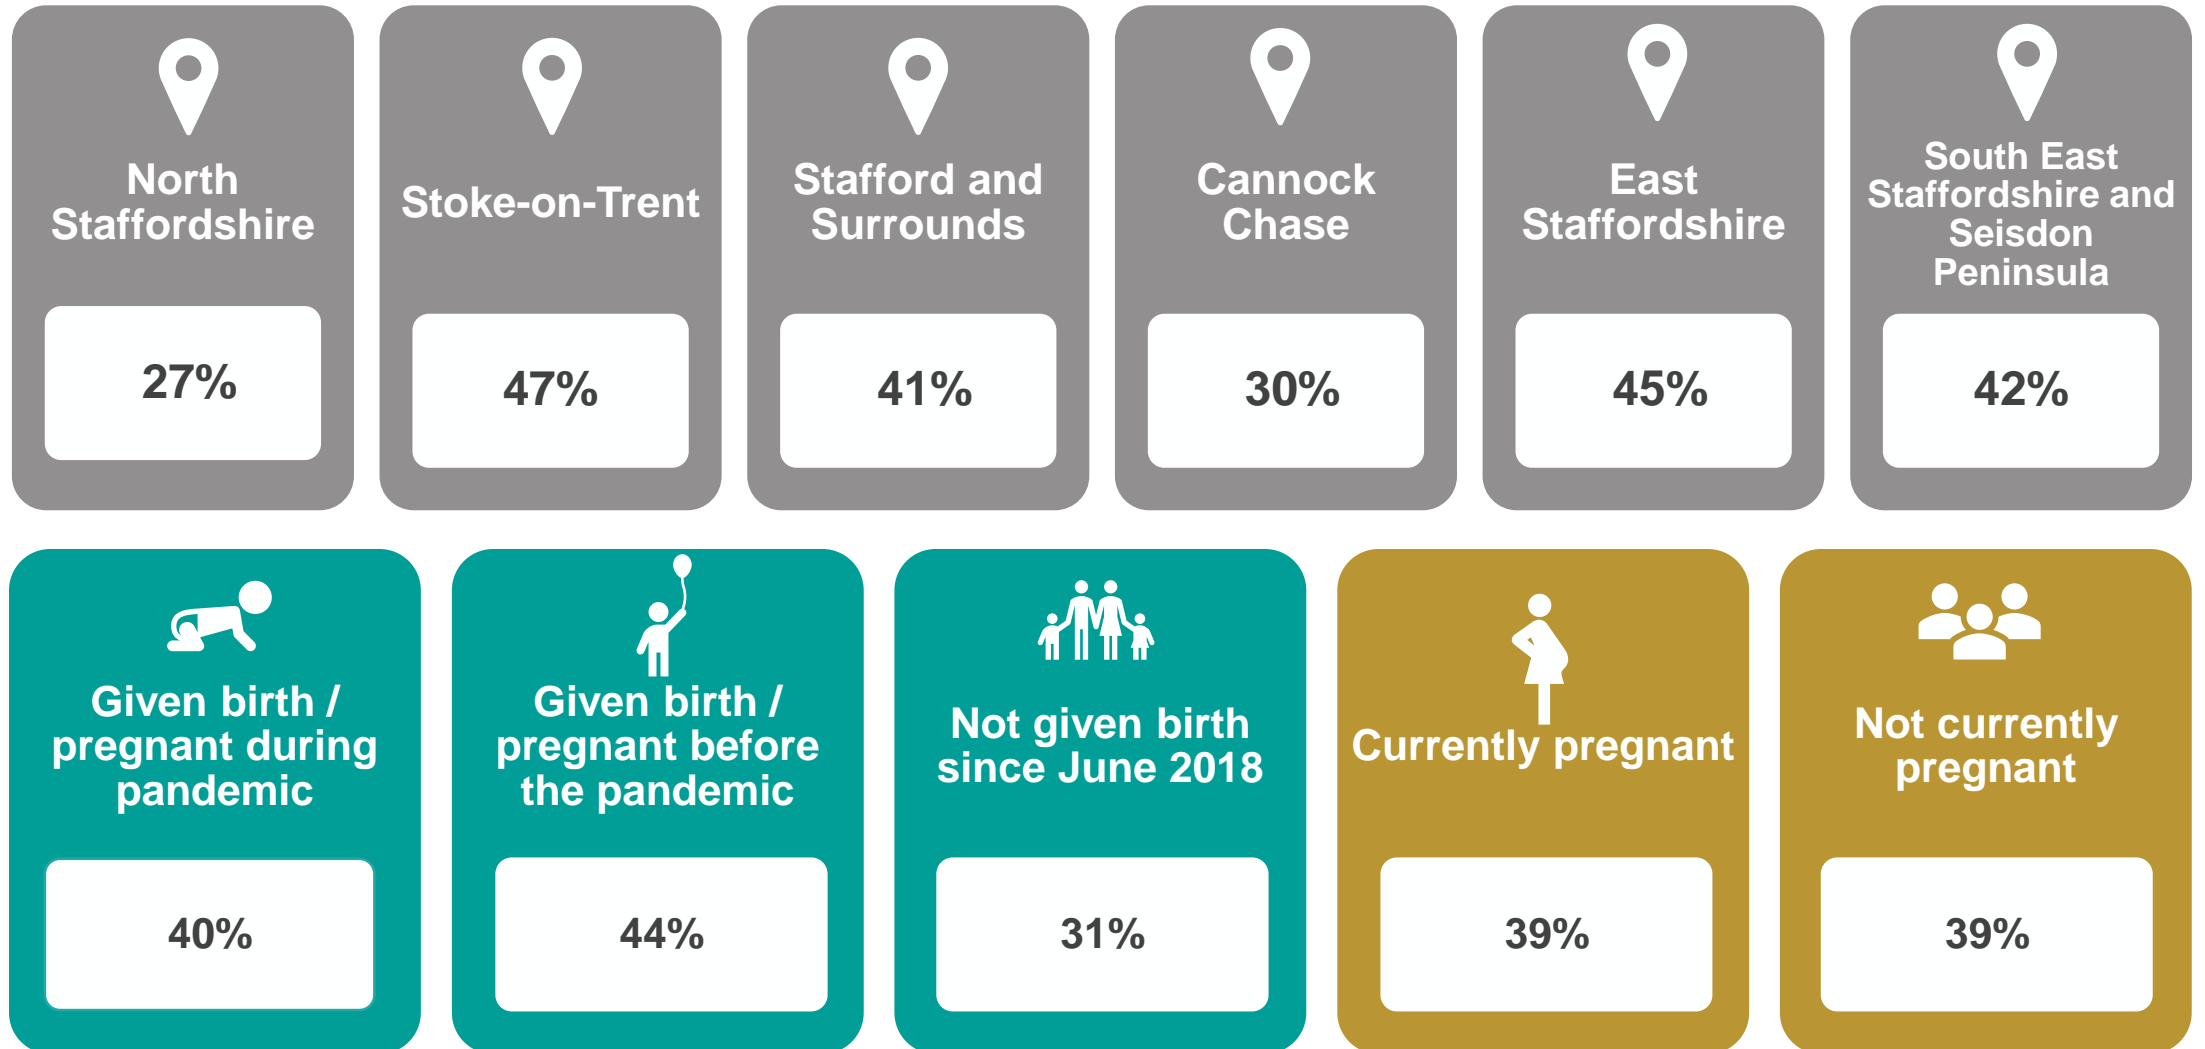 North
Staffordshire
27%
Stoke-on-Trent
47%
Stafford and
Surrounds
41%
Cannock
Chase
30%
East
Staffordshire
45%
South East
Staffordshire and
Seisdon
Peninsula
42%
Given birth /
pregnant during
pandemic
40%
Given birth /
pregnant before
the pandemic
44%
Not given birth
since June 2018
31%
Currently pregnant
39%
Not currently
pregnant
39%